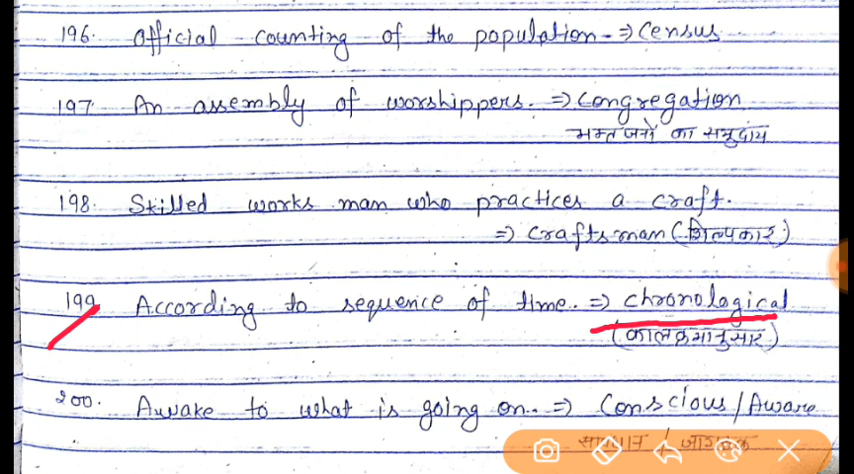 196. Official counting of the population. ⇒ Census
197. An assembly of worshippers. ⇒ Congregation
भक्तजनों का समुदाय
198. Skilled works man who practices a craft.
⇒ Crafts man (शिल्पकार)
199 According to sequence of time. ⇒ chronological
(कालक्रमानुसार)
200. Awake to what is going on. ⇒ Conscious/Aware